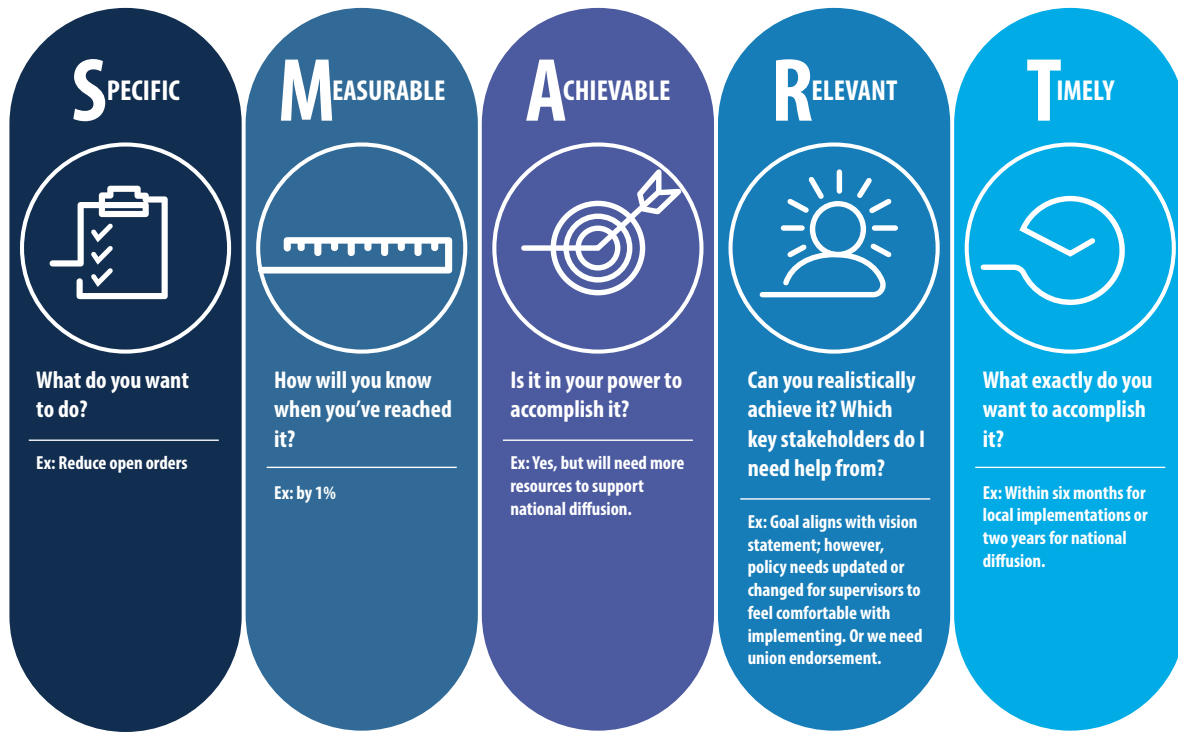 SPECIFIC
What do you want
to do?
Ex: Reduce open orders
MEASURABLE
How will you know
when you've reached
it?
Ex: by 1%
ACHIEVABLE
Is it in your power to
accomplish it?
Ex: Yes, but will need more
resources to support
national diffusion.
RELEVANT
Can you realistically
achieve it? Which
key stakeholders do I
need help from?
Ex: Goal aligns with vision
statement; however,
policy needs updated or
changed for supervisors to
feel comfortable with
implementing. Or we need
union endorsement.
TIMELY
What exactly do you
want to accomplish
it?
Ex: Within six months for
local implementations or
two years for national
diffusion.